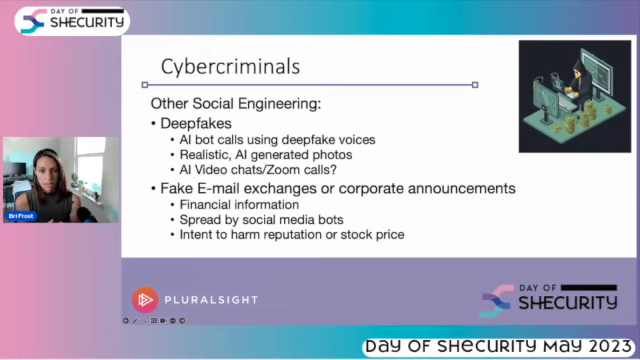 DAY OF
SHECURITY
Cybercriminals
Other Social Engineering:
• Deepfakes
• AI bot calls using deepfake voices
• Realistic, AI generated photos
• AI Video chats/Zoom calls?
• Fake E-mail exchanges or corporate announcements
• Financial information
• Spread by social media bots
• Intent to harm reputation or stock price
Bri Frost
PLURALSIGHT
DAY OF
SHECURITY
DAY OF SHECURITY MAY 2023